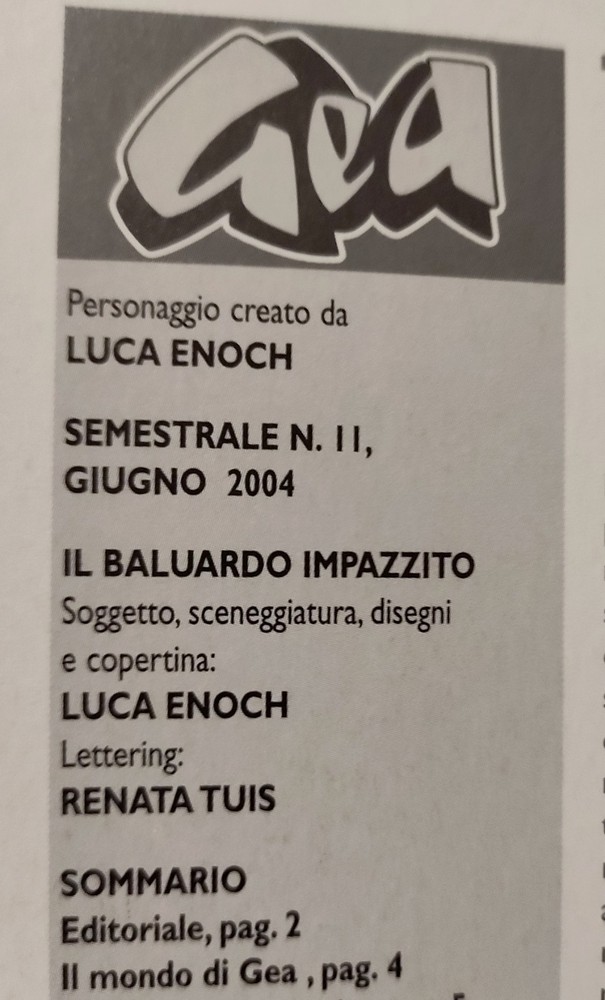 Gea
Personaggio creato da
LUCA ENOCH
SEMESTRALE N. 11,
GIUGNO 2004
IL BALUARDO IMPAZZITO
Soggetto, sceneggiatura, disegni
e copertina:
LUCA ENOCH
Lettering:
RENATA TUIS
SOMMARIO
Editoriale, pag. 2
Il mondo di Gea , pag. 4